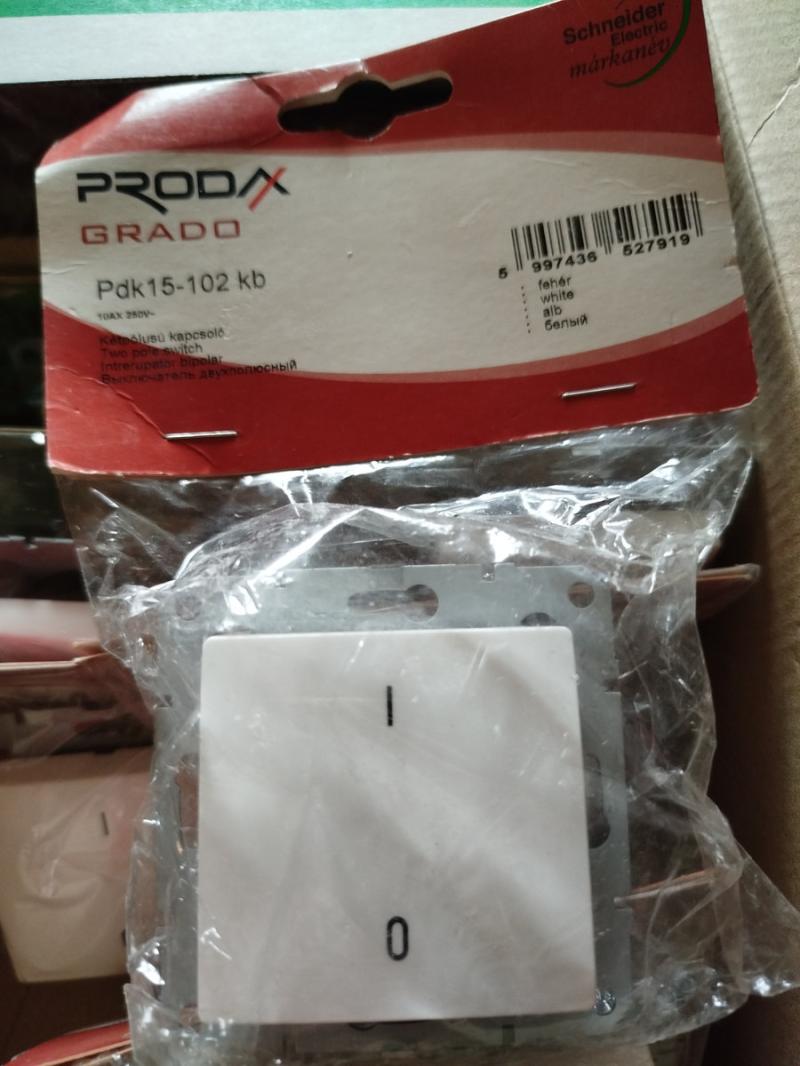 Schneider
Electric
márkanév
PRODAX
GRADO
Pdk15-102 kb
10AX 250V~
Kétpólusú kapcsoló
Two pole switch
Intrerupator bipolar
Выключатель двухполюсный
5 997436 527919
fehér
white
alb
белый
I
0
I